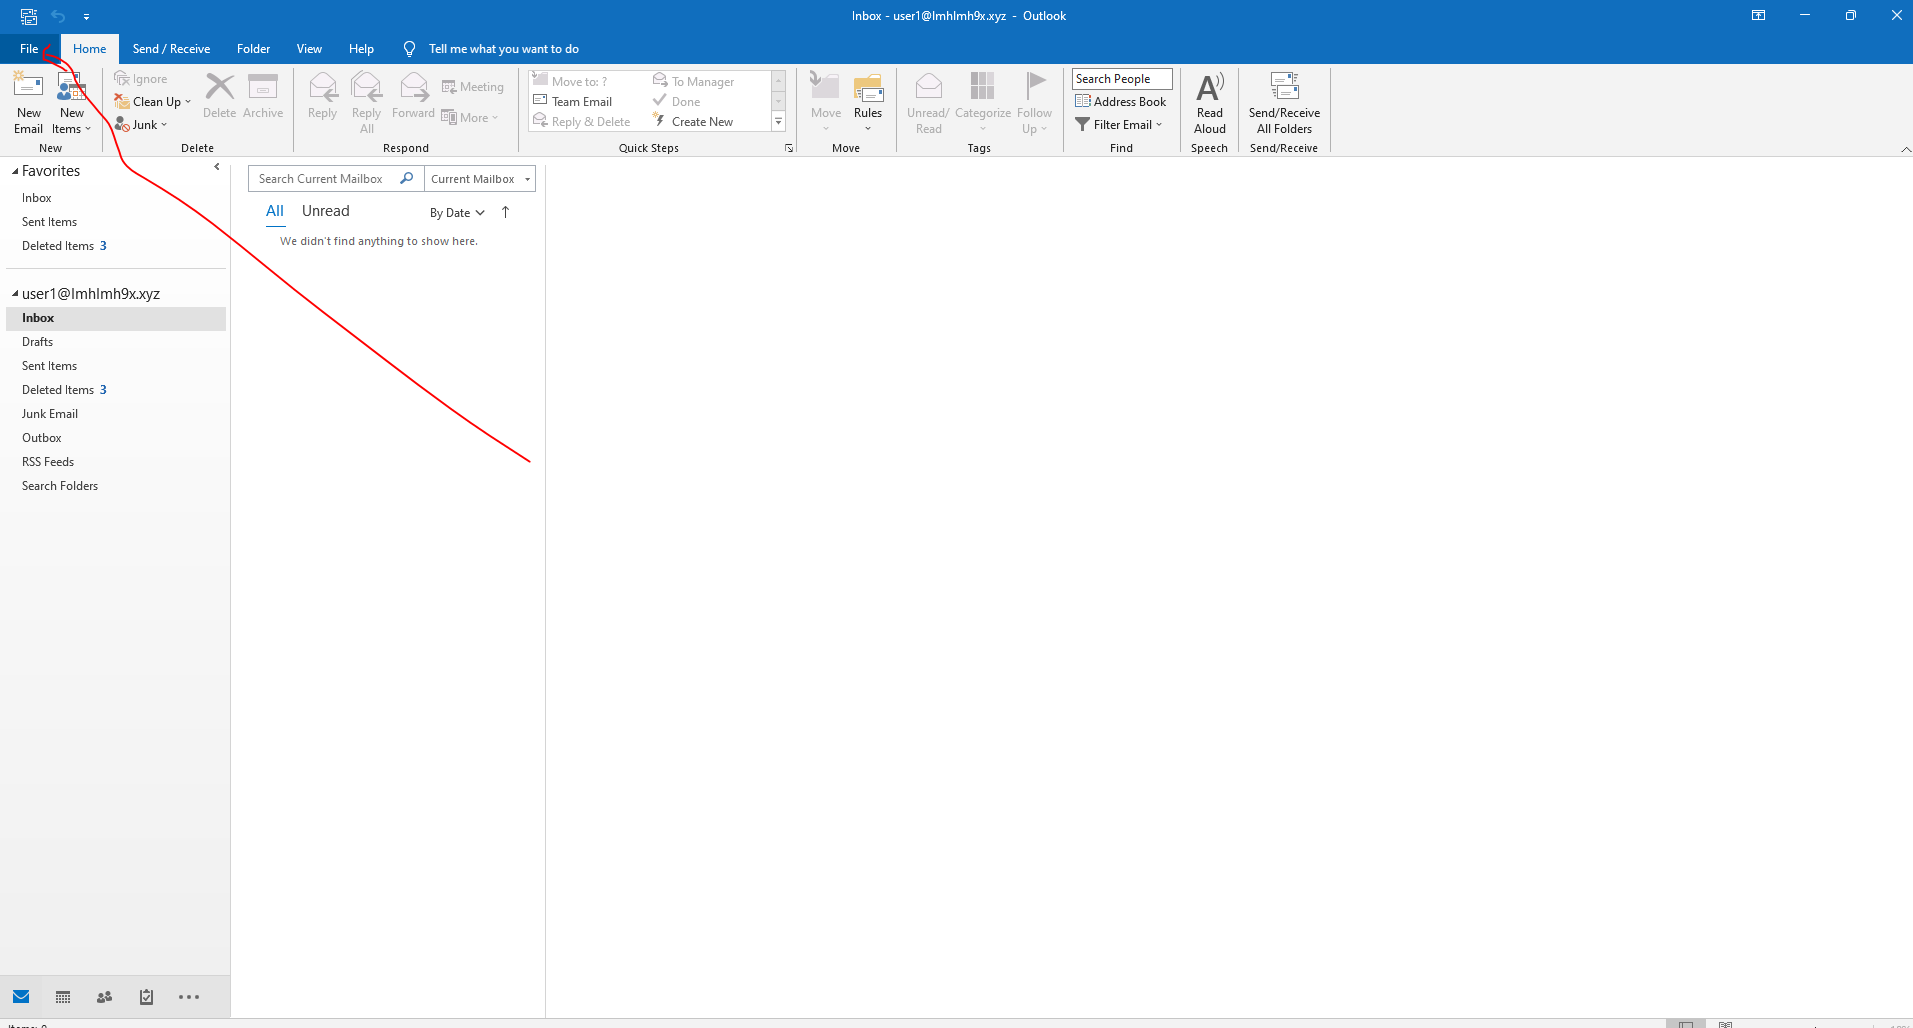 Inbox - user1@lmhlmh9x.xyz - Outlook
File Home Send / Receive Folder View Help Tell me what you want to do
New Email
New Items
New
Ignore
Clean Up
Junk
Delete
Archive
Delete
Reply
Reply All
Forward
Meeting
More
Respond
Move to: ?
Team Email
Reply & Delete
To Manager
Done
Create New
Quick Steps
Move
Rules
Move
Unread/ Read
Categorize
Follow Up
Tags
Search People
Address Book
Filter Email
Find
Read Aloud
Speech
Send/Receive All Folders
Send/Receive
Favorites
Inbox
Sent Items
Deleted Items 3
user1@lmhlmh9x.xyz
Inbox
Drafts
Sent Items
Deleted Items 3
Junk Email
Outbox
RSS Feeds
Search Folders
Search Current Mailbox Current Mailbox
All Unread By Date
We didn't find anything to show here.